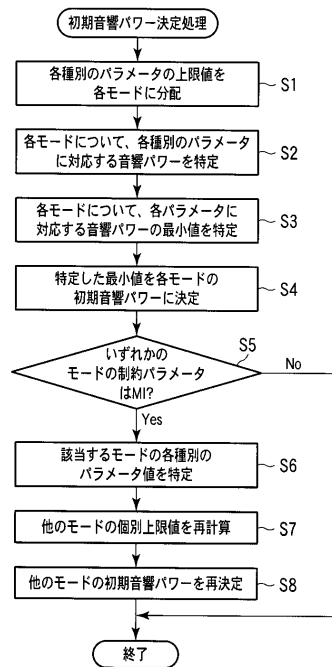 初期音響パワー決定処理
各種別のパラメータの上限値を
各モードに分配
S1
各モードについて、各種別のパラメータ
に対応する音響パワーを特定
S2
各モードについて、各パラメータに
対応する音響パワーの最小値を特定
S3
特定した最小値を各モードの
初期音響パワーに決定
S4
いずれかの
モードの制約パラメータ
はMI?
S5
No
Yes
該当するモードの各種別の
パラメータ値を特定
S6
他のモードの個別上限値を再計算
S7
他のモードの初期音響パワーを再決定
S8
終了